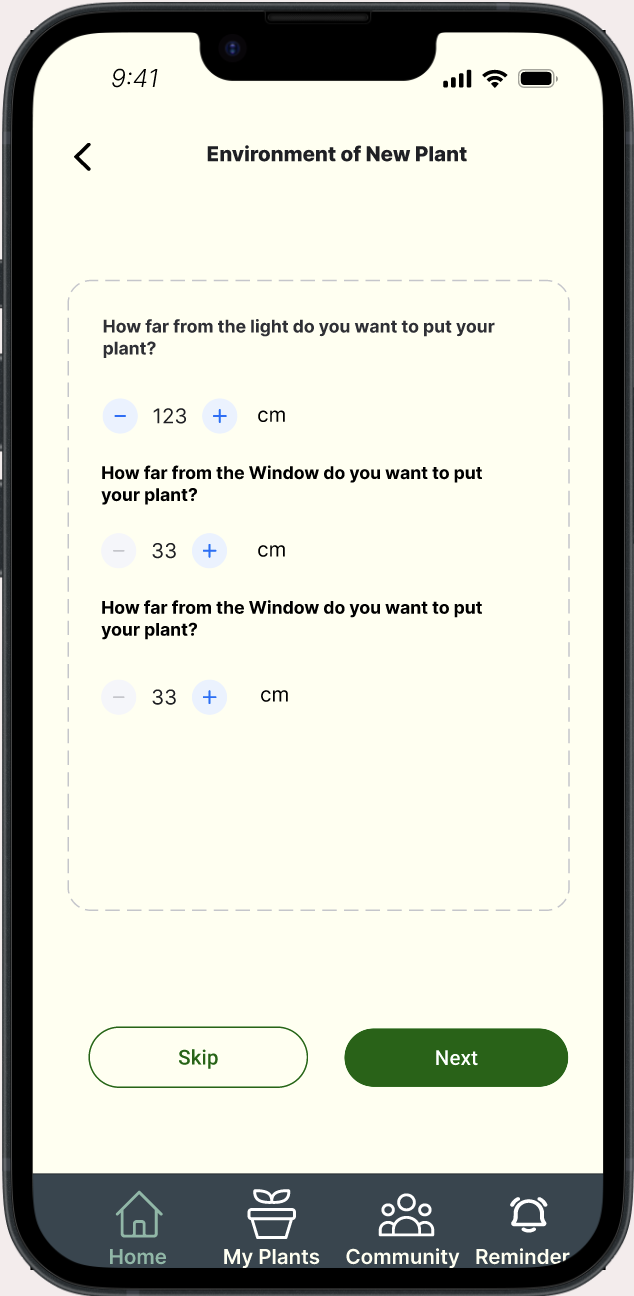 9:41
Environment of New Plant
How far from the light do you want to put your
plant?
− 123 + cm
How far from the Window do you want to put
your plant?
− 33 + cm
How far from the Window do you want to put
your plant?
− 33 + cm
Skip Next
Home My Plants Community Reminder